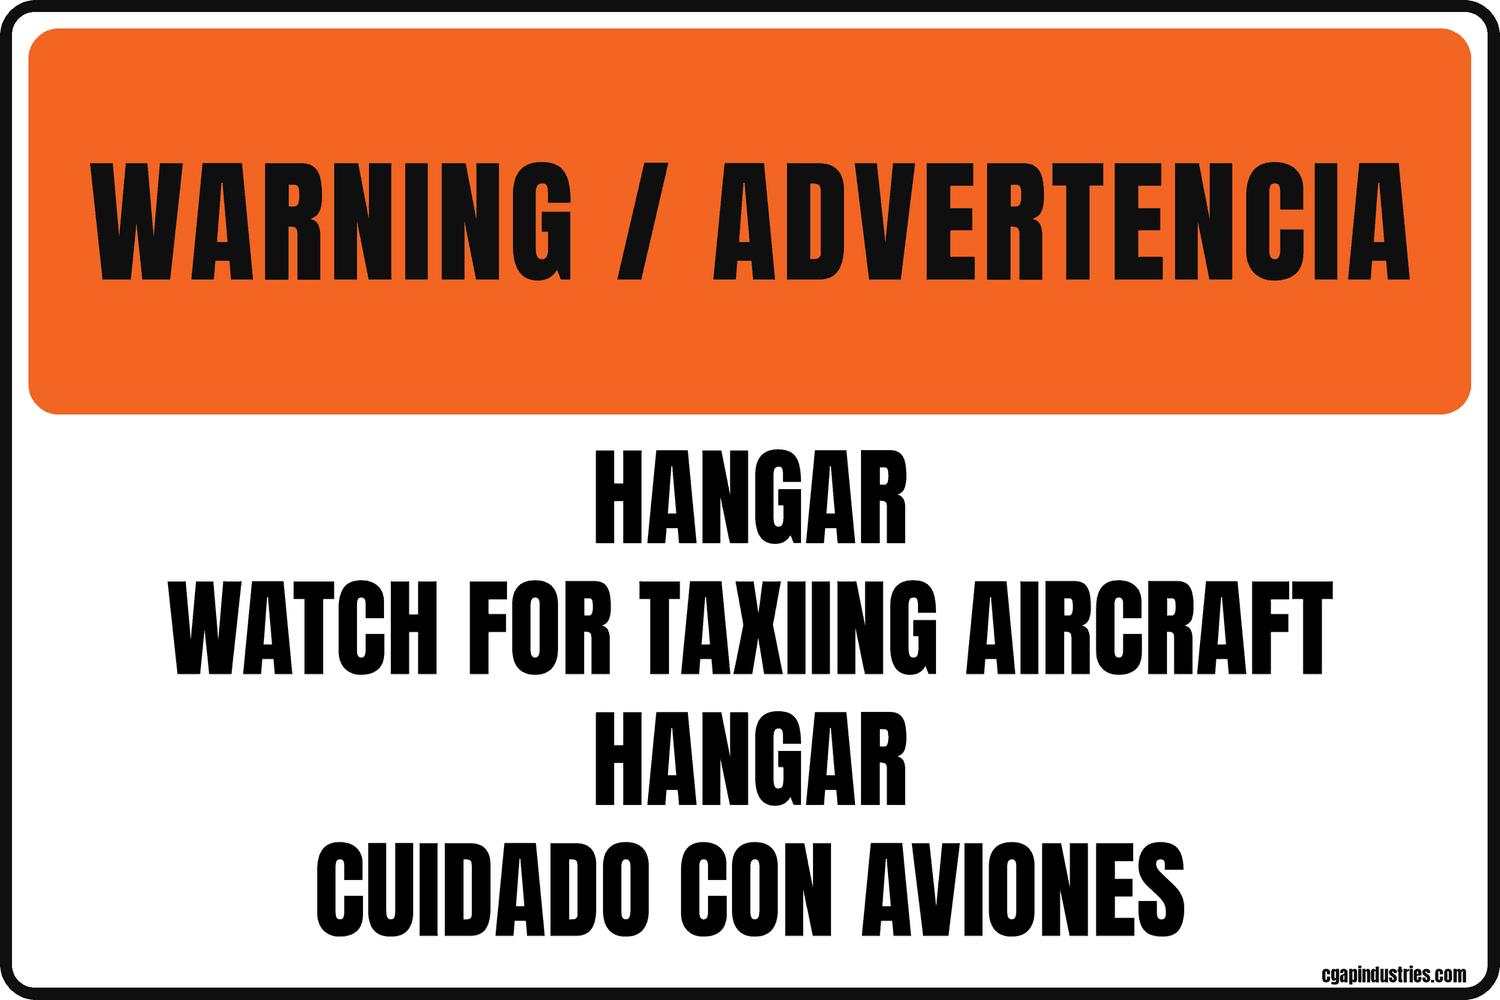 WARNING / ADVERTENCIA
HANGAR
WATCH FOR TAXIING AIRCRAFT
HANGAR
CUIDADO CON AVIONES
cgapindustries.com